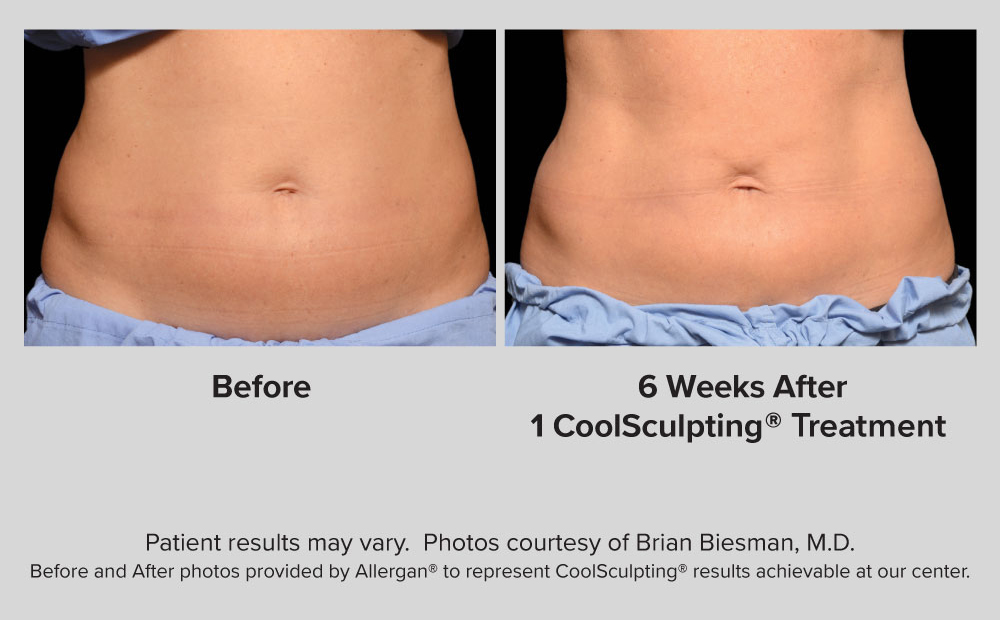 Before
6 Weeks After
1 CoolSculpting® Treatment
Patient results may vary.  Photos courtesy of Brian Biesman, M.D.
Before and After photos provided by Allergan® to represent CoolSculpting® results achievable at our center.